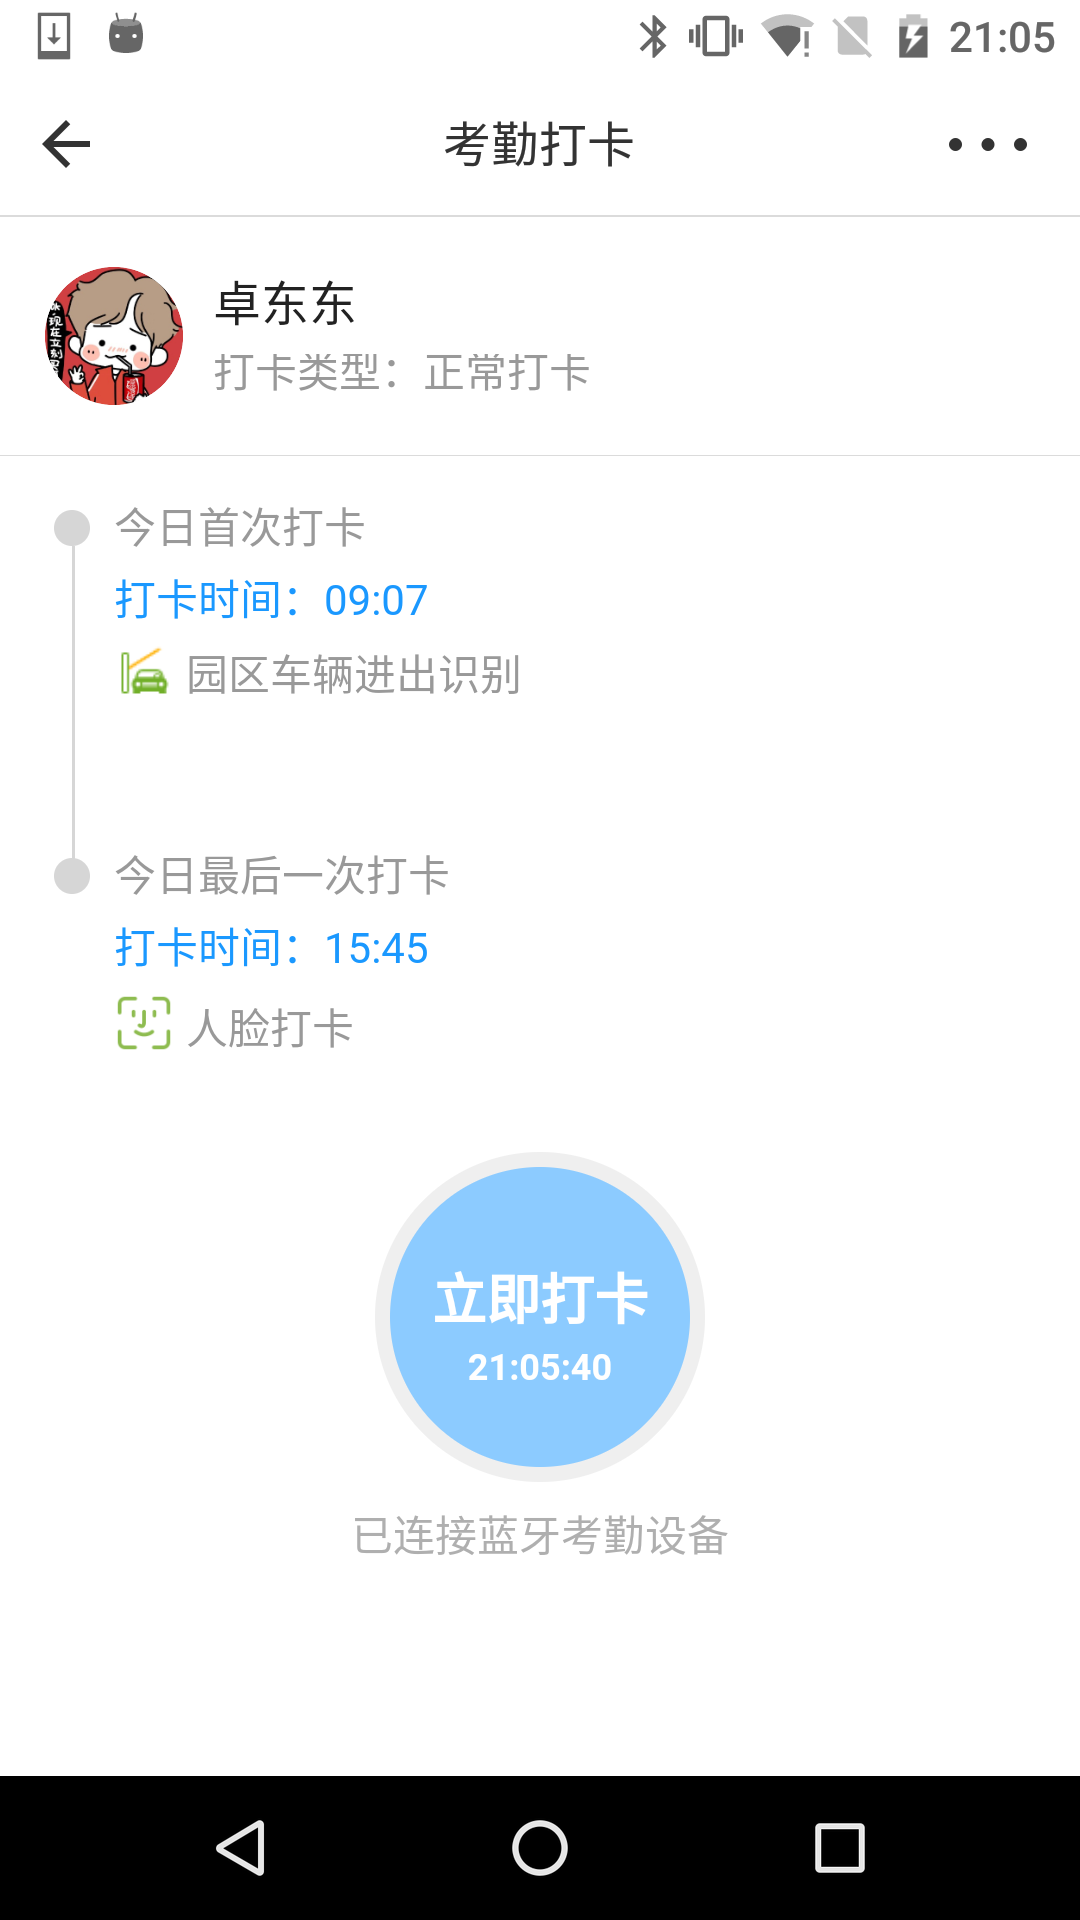 21:05
考勤打卡
卓东东
打卡类型：正常打卡
今日首次打卡
打卡时间：09:07
园区车辆进出识别
今日最后一次打卡
打卡时间：15:45
人脸打卡
立即打卡
21:05:40
已连接蓝牙考勤设备